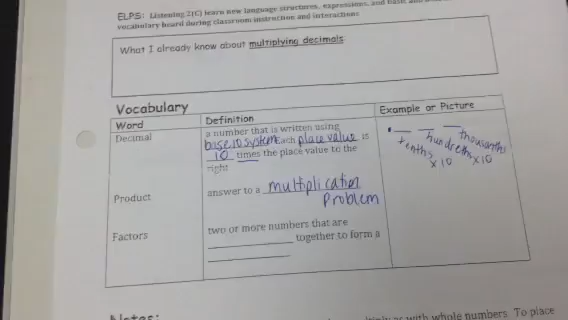 ELPS: Listening 2(C) learn new language structures, expressions, and basic and
vocabulary heard during classroom instruction and interactions
What I already know about multiplying decimals:
Vocabulary
Word Definition Example or Picture
Decimal a number that is written using
base 10 system. Each place value is
10 times the place value to the
right
. tenths hundredths thousandths
x 10 x 10
Product answer to a multiplication
Problem
Factors two or more numbers that are
together to form a
Notes:
with whole numbers. To place